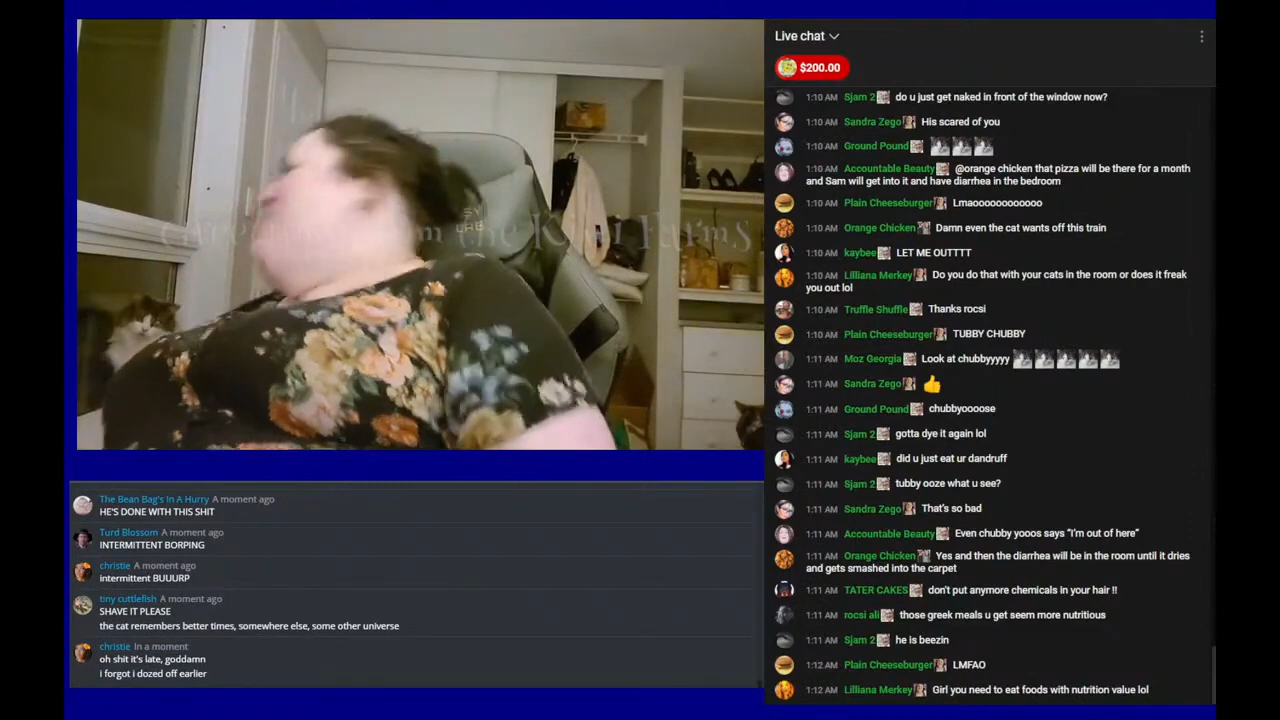 Live chat
$200.00
1:10 AM Sjam 2 do u just get naked in front of the window now?
1:10 AM Sandra Zego His scared of you
1:10 AM Ground Pound
1:10 AM Accountable Beauty @orange chicken that pizza will be there for a month
and Sam will get into it and have diarrhea in the bedroom
1:10 AM Plain Cheeseburger Lmaoooooooooooo
1:10 AM Orange Chicken Damn even the cat wants off this train
1:10 AM kaybee LET ME OUTTTT
1:10 AM Lilliana Merkey Do you do that with your cats in the room or does it freak
you out lol
1:10 AM Truffle Shuffle Thanks rocsi
1:10 AM Plain Cheeseburger TUBBY CHUBBY
1:11 AM Moz Georgia Look at chubbyyyyy
1:11 AM Sandra Zego 👍
1:11 AM Ground Pound chubbyoooose
1:11 AM Sjam 2 gotta dye it again lol
1:11 AM kaybee did u just eat ur dandruff
1:11 AM Sjam 2 tubby ooze what u see?
1:11 AM Sandra Zego That's so bad
1:11 AM Accountable Beauty Even chubby yooos says “I’m out of here”
1:11 AM Orange Chicken Yes and then the diarrhea will be in the room until it dries
and gets smashed into the carpet
1:11 AM TATER CAKES don't put anymore chemicals in your hair !!
1:11 AM rocsi ali those greek meals u get seem more nutritious
1:11 AM Sjam 2 he is beezin
1:12 AM Plain Cheeseburger LMFAO
1:12 AM Lilliana Merkey Girl you need to eat foods with nutrition value lol
the Kiwi Farms
The Bean Bag's In A Hurry A moment ago
HE'S DONE WITH THIS SHIT
Turd Blossom A moment ago
INTERMITTENT BORPING
christie A moment ago
intermittent BUUURP
tiny cuttlefish A moment ago
SHAVE IT PLEASE
the cat remembers better times, somewhere else, some other universe
christie In a moment
oh shit it's late, goddamn
i forgot i dozed off earlier